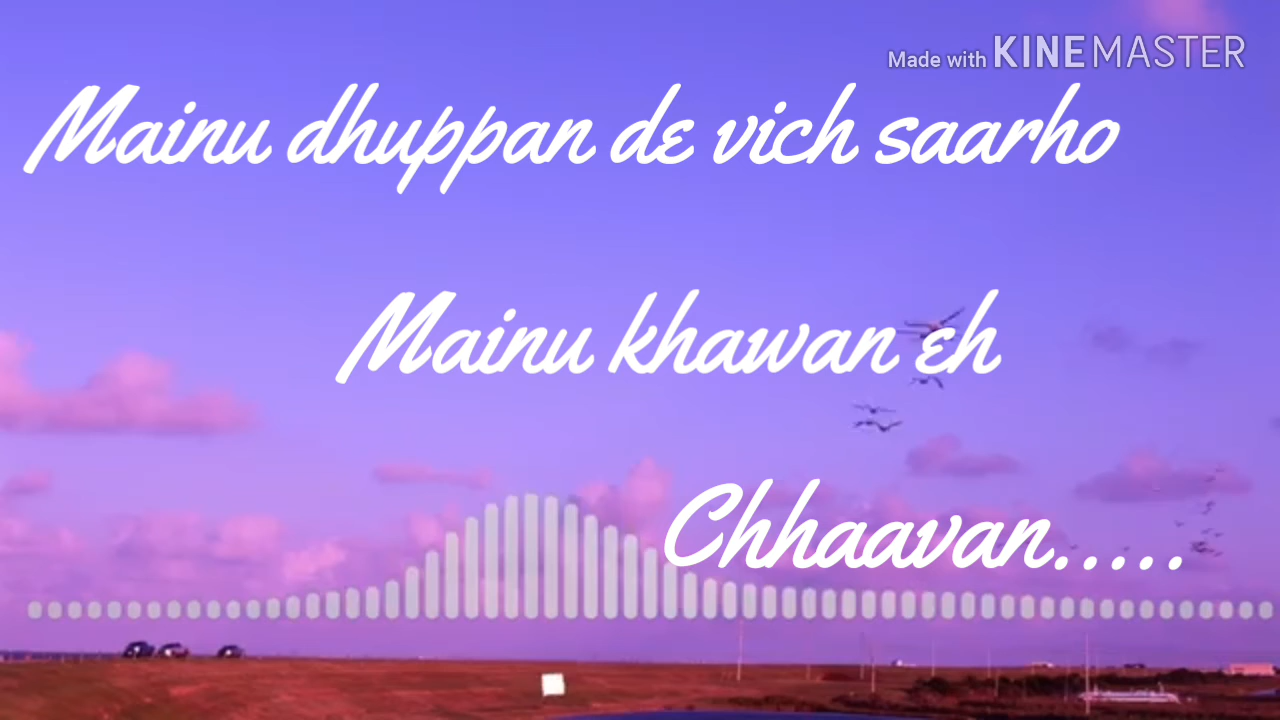 Made with KINEMASTER
Mainu dhuppan de vich saarho
Mainu khawan eh
Chhaavan.....